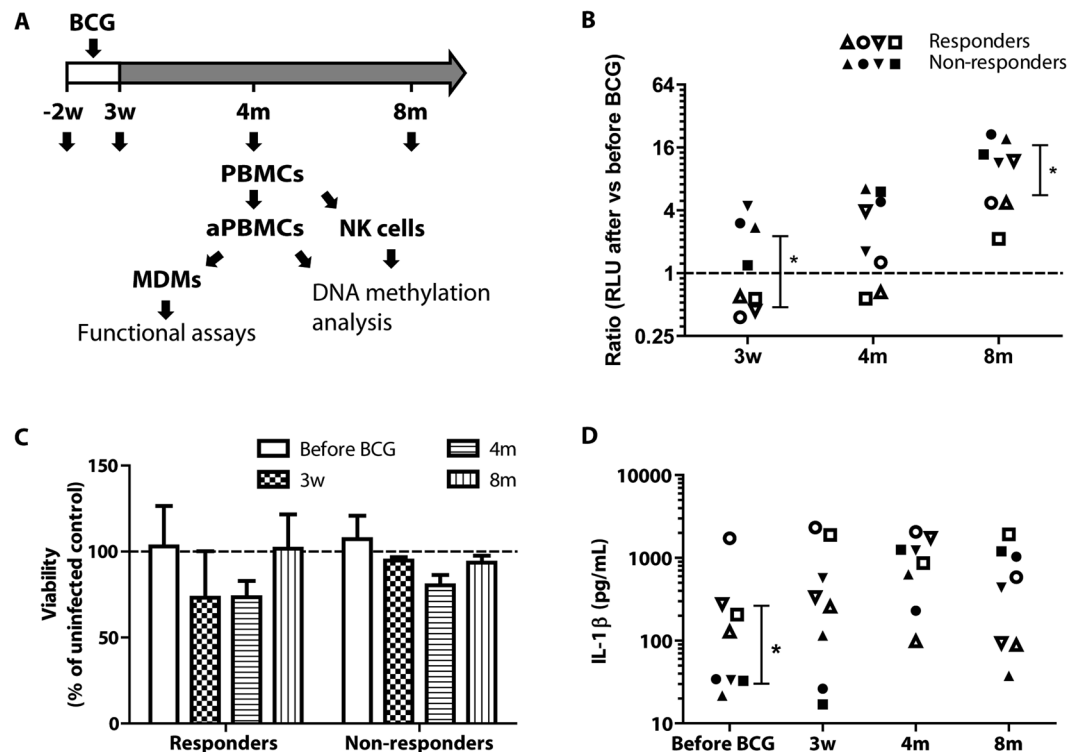 A
BCG
-2w 3w 4m 8m
PBMCs
aPBMCs NK cells
MDMs
DNA methylation
analysis
Functional assays
B
Responders
Non-responders
Ratio (RLU after vs before BCG)
64
16
4
1
0.25
*
*
3w 4m 8m
C
Before BCG 4m
3w 8m
Viability
(% of uninfected control)
150
100
50
0
Responders Non-responders
D
IL-1β (pg/mL)
10000
1000
100
10
*
Before BCG 3w 4m 8m